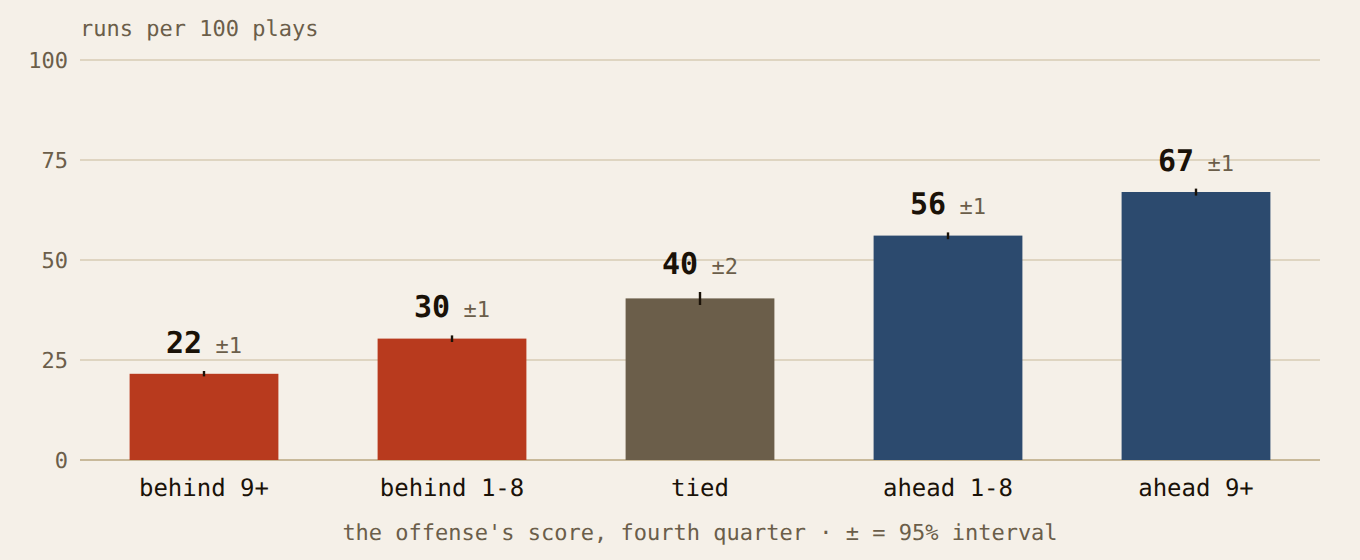 runs per 100 plays
100
75
50
25
0
67 ±1
56 ±1
40 ±2
30 ±1
22 ±1
behind 9+
behind 1-8
tied
ahead 1-8
ahead 9+
the offense's score, fourth quarter · ± = 95% interval